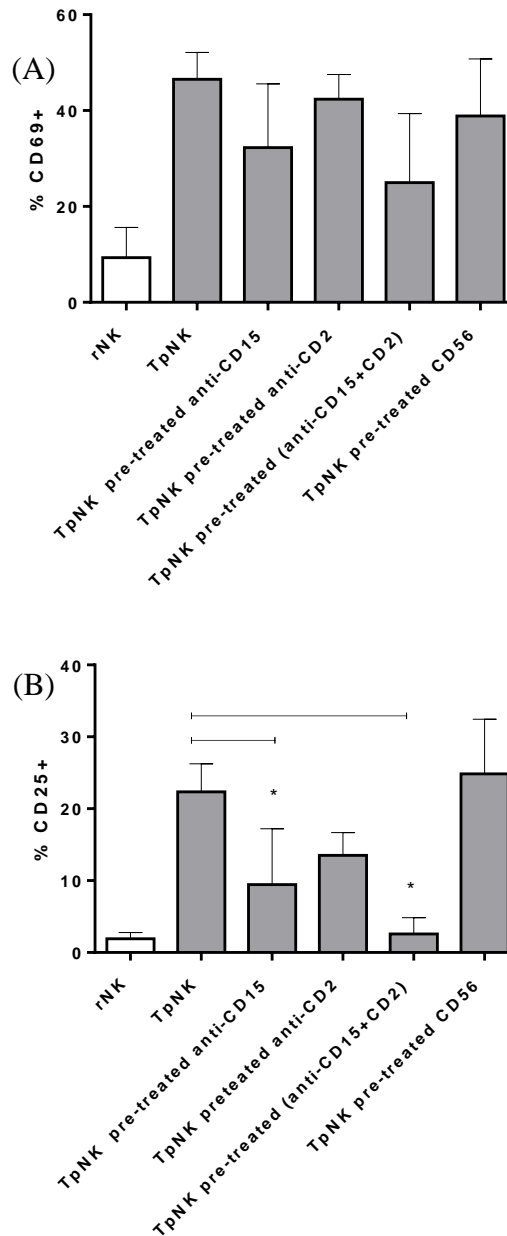 (A)
% CD69+
60
40
20
0
rNK
TpNK
TpNK pre-treated anti-CD15
TpNK pre-treated anti-CD2
TpNK pre-treated (anti-CD15+CD2)
TpNK pre-treated CD56
(B)
% CD25+
40
30
20
10
0
*
*
rNK
TpNK
TpNK pre-treated anti-CD15
TpNK preteated anti-CD2
TpNK pre-treated (anti-CD15+CD2)
TpNK pre-treated CD56